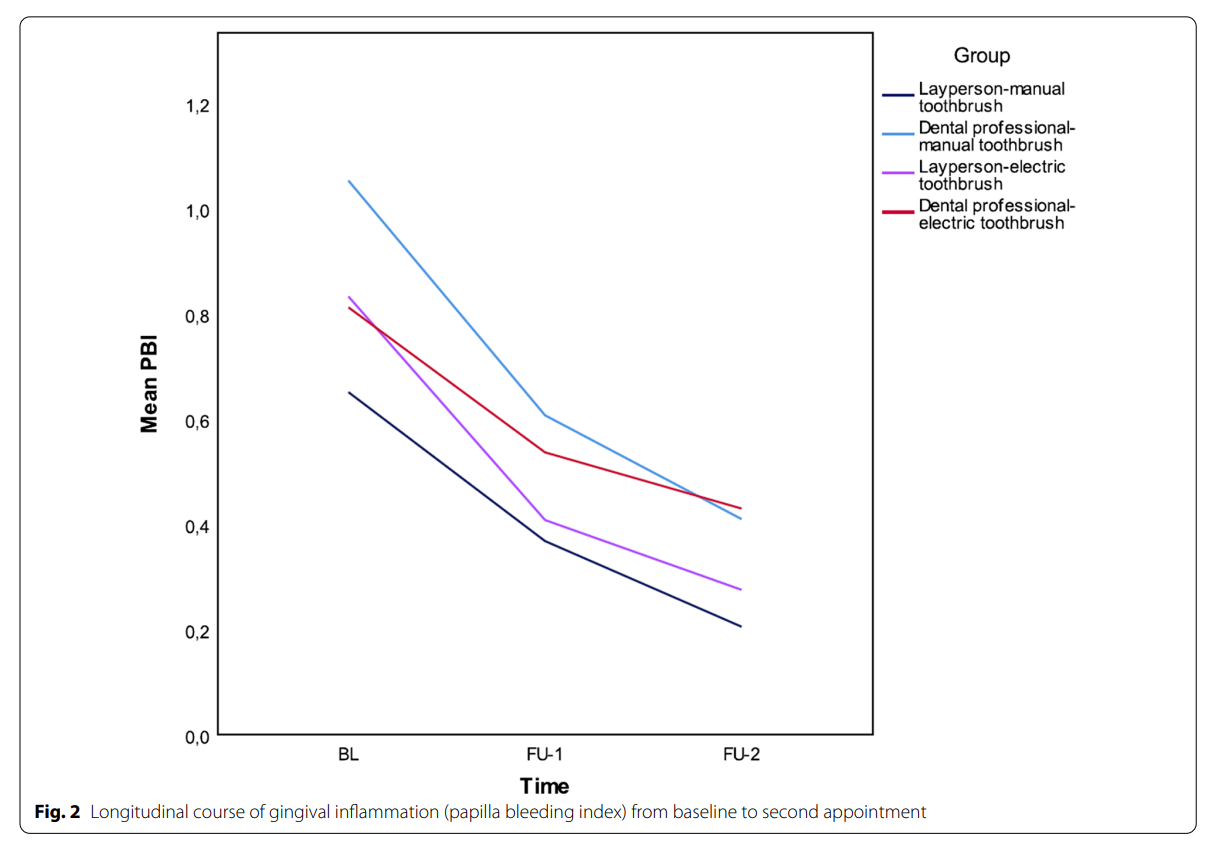 Group
Layperson-manual
toothbrush
Dental professional-
manual toothbrush
Layperson-electric
toothbrush
Dental professional-
electric toothbrush
1,2
1,0
0,8
0,6
0,4
0,2
0,0
Mean PBI
BL FU-1 FU-2
Time
Fig. 2 Longitudinal course of gingival inflammation (papilla bleeding index) from baseline to second appointment